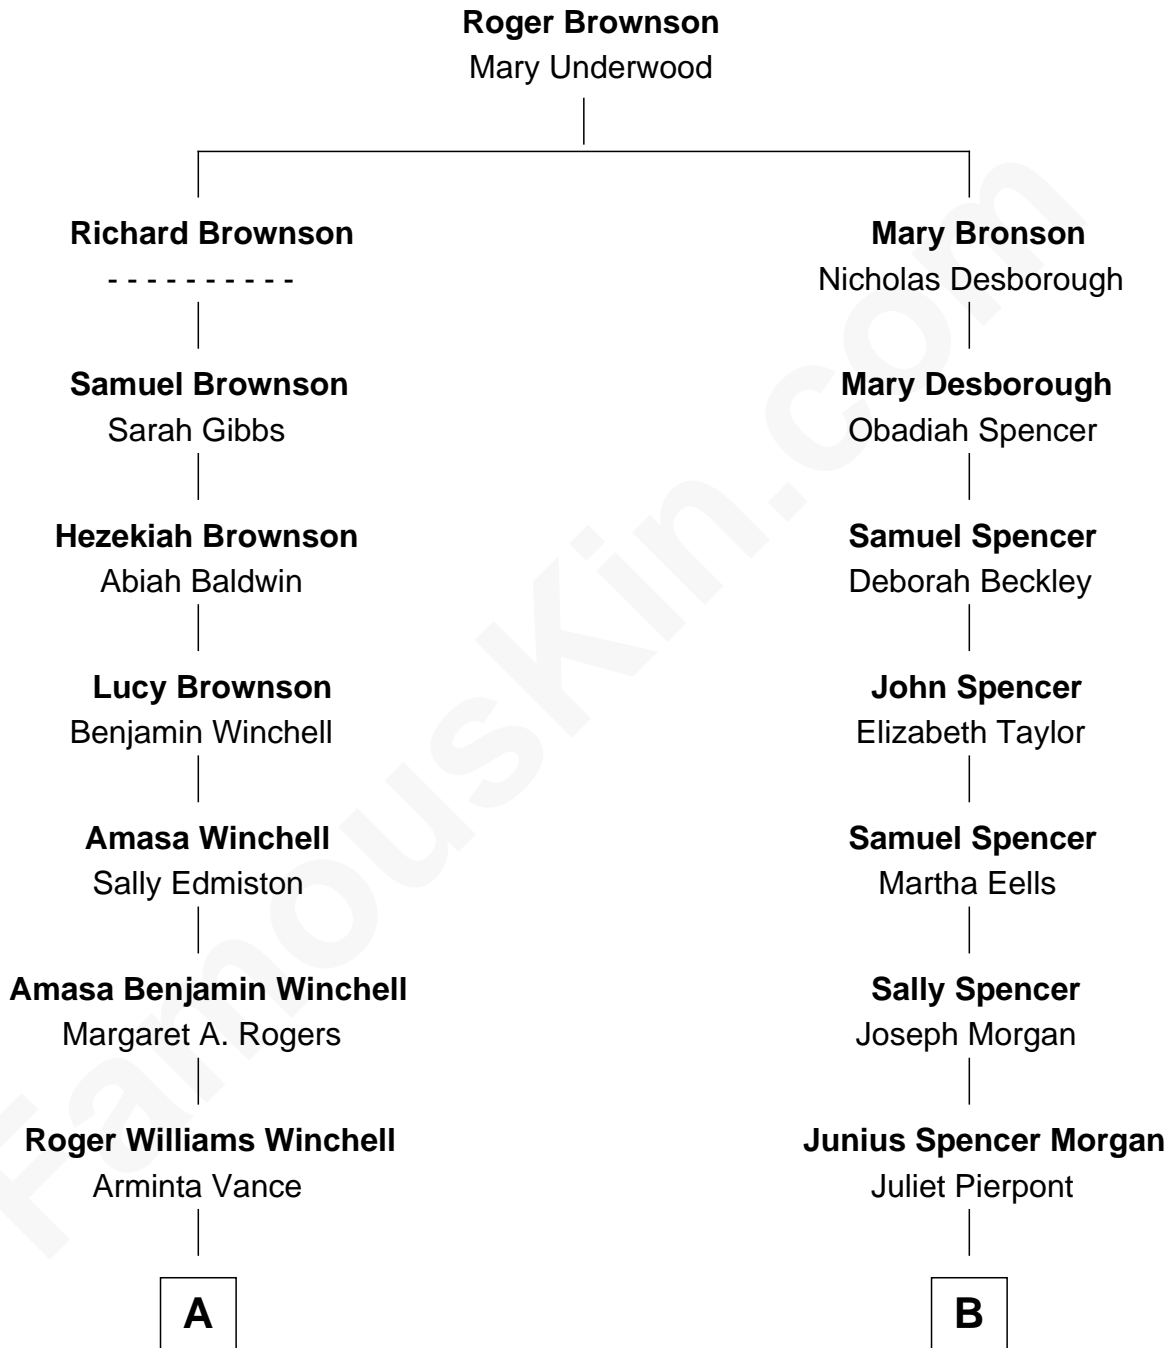 Roger Brownson
Mary Underwood
Richard Brownson
- - - - - - - - - -
Mary Bronson
Nicholas Desborough
Samuel Brownson
Sarah Gibbs
Mary Desborough
Obadiah Spencer
Hezekiah Brownson
Abiah Baldwin
Samuel Spencer
Deborah Beckley
Lucy Brownson
Benjamin Winchell
John Spencer
Elizabeth Taylor
Amasa Winchell
Sally Edmiston
Samuel Spencer
Martha Eells
Amasa Benjamin Winchell
Margaret A. Rogers
Sally Spencer
Joseph Morgan
Roger Williams Winchell
Arminta Vance
Junius Spencer Morgan
Juliet Pierpont
A
B
FamousKin.com